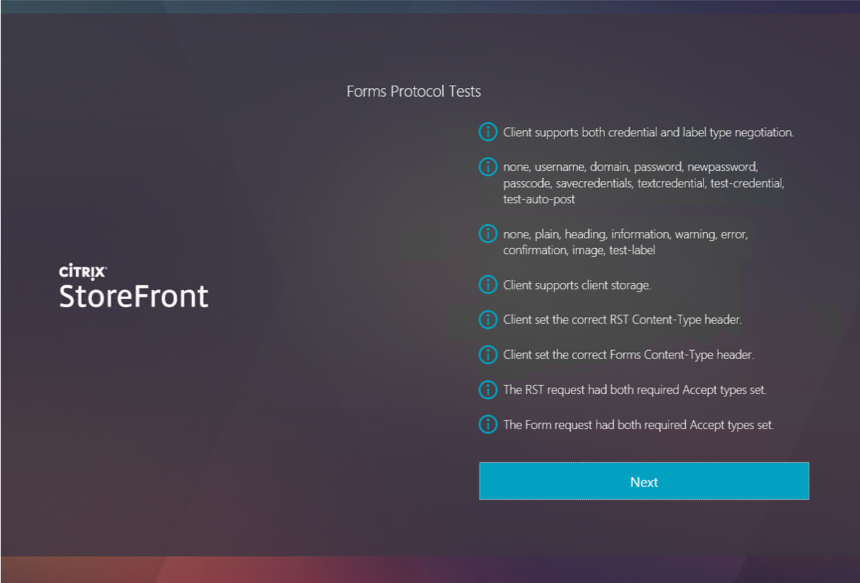 Forms Protocol Tests
Client supports both credential and label type negotiation.
none, username, domain, password, newpassword,
passcode, savecredentials, textcredential, test-credential,
test-auto-post
none, plain, heading, information, warning, error,
confirmation, image, test-label
CİTRIX
StoreFront
Client supports client storage.
Client set the correct RST Content-Type header.
Client set the correct Forms Content-Type header.
The RST request had both required Accept types set.
The Form request had both required Accept types set.
Next